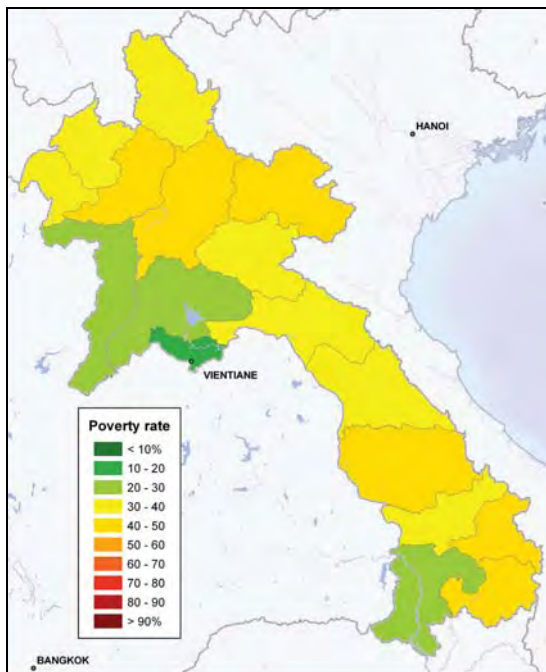 HANOI
VIENTIANE
Poverty rate
< 10%
10 - 20
20 - 30
30 - 40
40 - 50
50 - 60
60 - 70
70 - 80
80 - 90
> 90%
BANGKOK